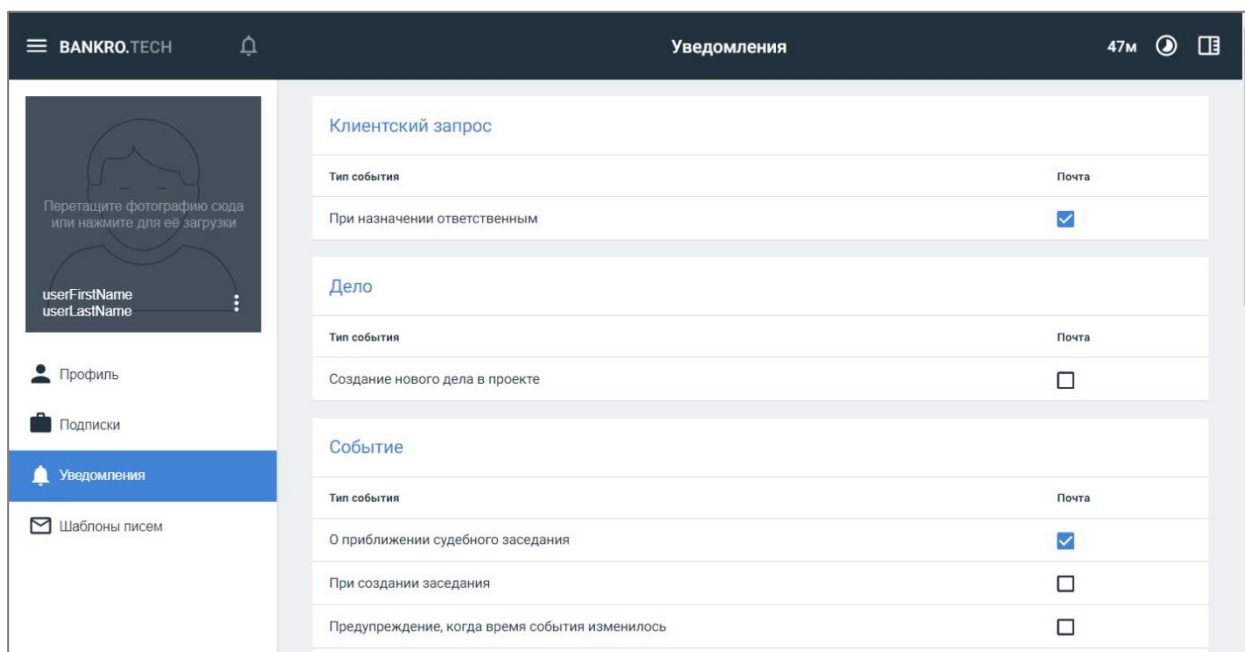 BANKRO.TECH
Уведомления
47м
Перетащите фотографию сюда
или нажмите для её загрузки
userFirstName
userLastName
Профиль
Подписки
Уведомления
Шаблоны писем
Клиентский запрос
Тип события Почта
При назначении ответственным
Дело
Тип события Почта
Создание нового дела в проекте
Событие
Тип события Почта
О приближении судебного заседания
При создании заседания
Предупреждение, когда время события изменилось